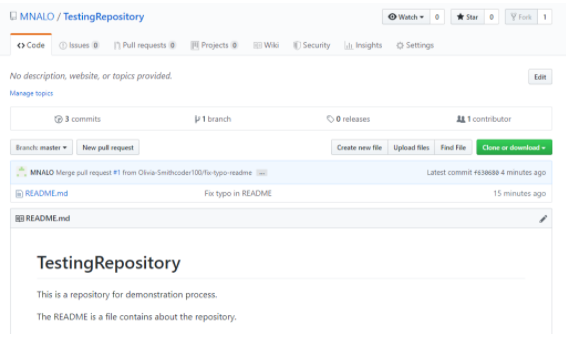 MNALO / TestingRepository
Watch 0 Star 0 Fork 1
Code Issues 0 Pull requests 0 Projects 0 Wiki Security Insights Settings
No description, website, or topics provided. Edit
Manage topics
3 commits 1 branch 0 releases 1 contributor
Branch: master New pull request Create new file Upload files Find File Clone or download
MNALO Merge pull request #1 from Olivia-Smithcoder100/fix-typo-readme ... Latest commit f630680 4 minutes ago
README.md Fix typo in README 15 minutes ago
README.md
TestingRepository
This is a repository for demonstration process.
The README is a file contains about the repository.